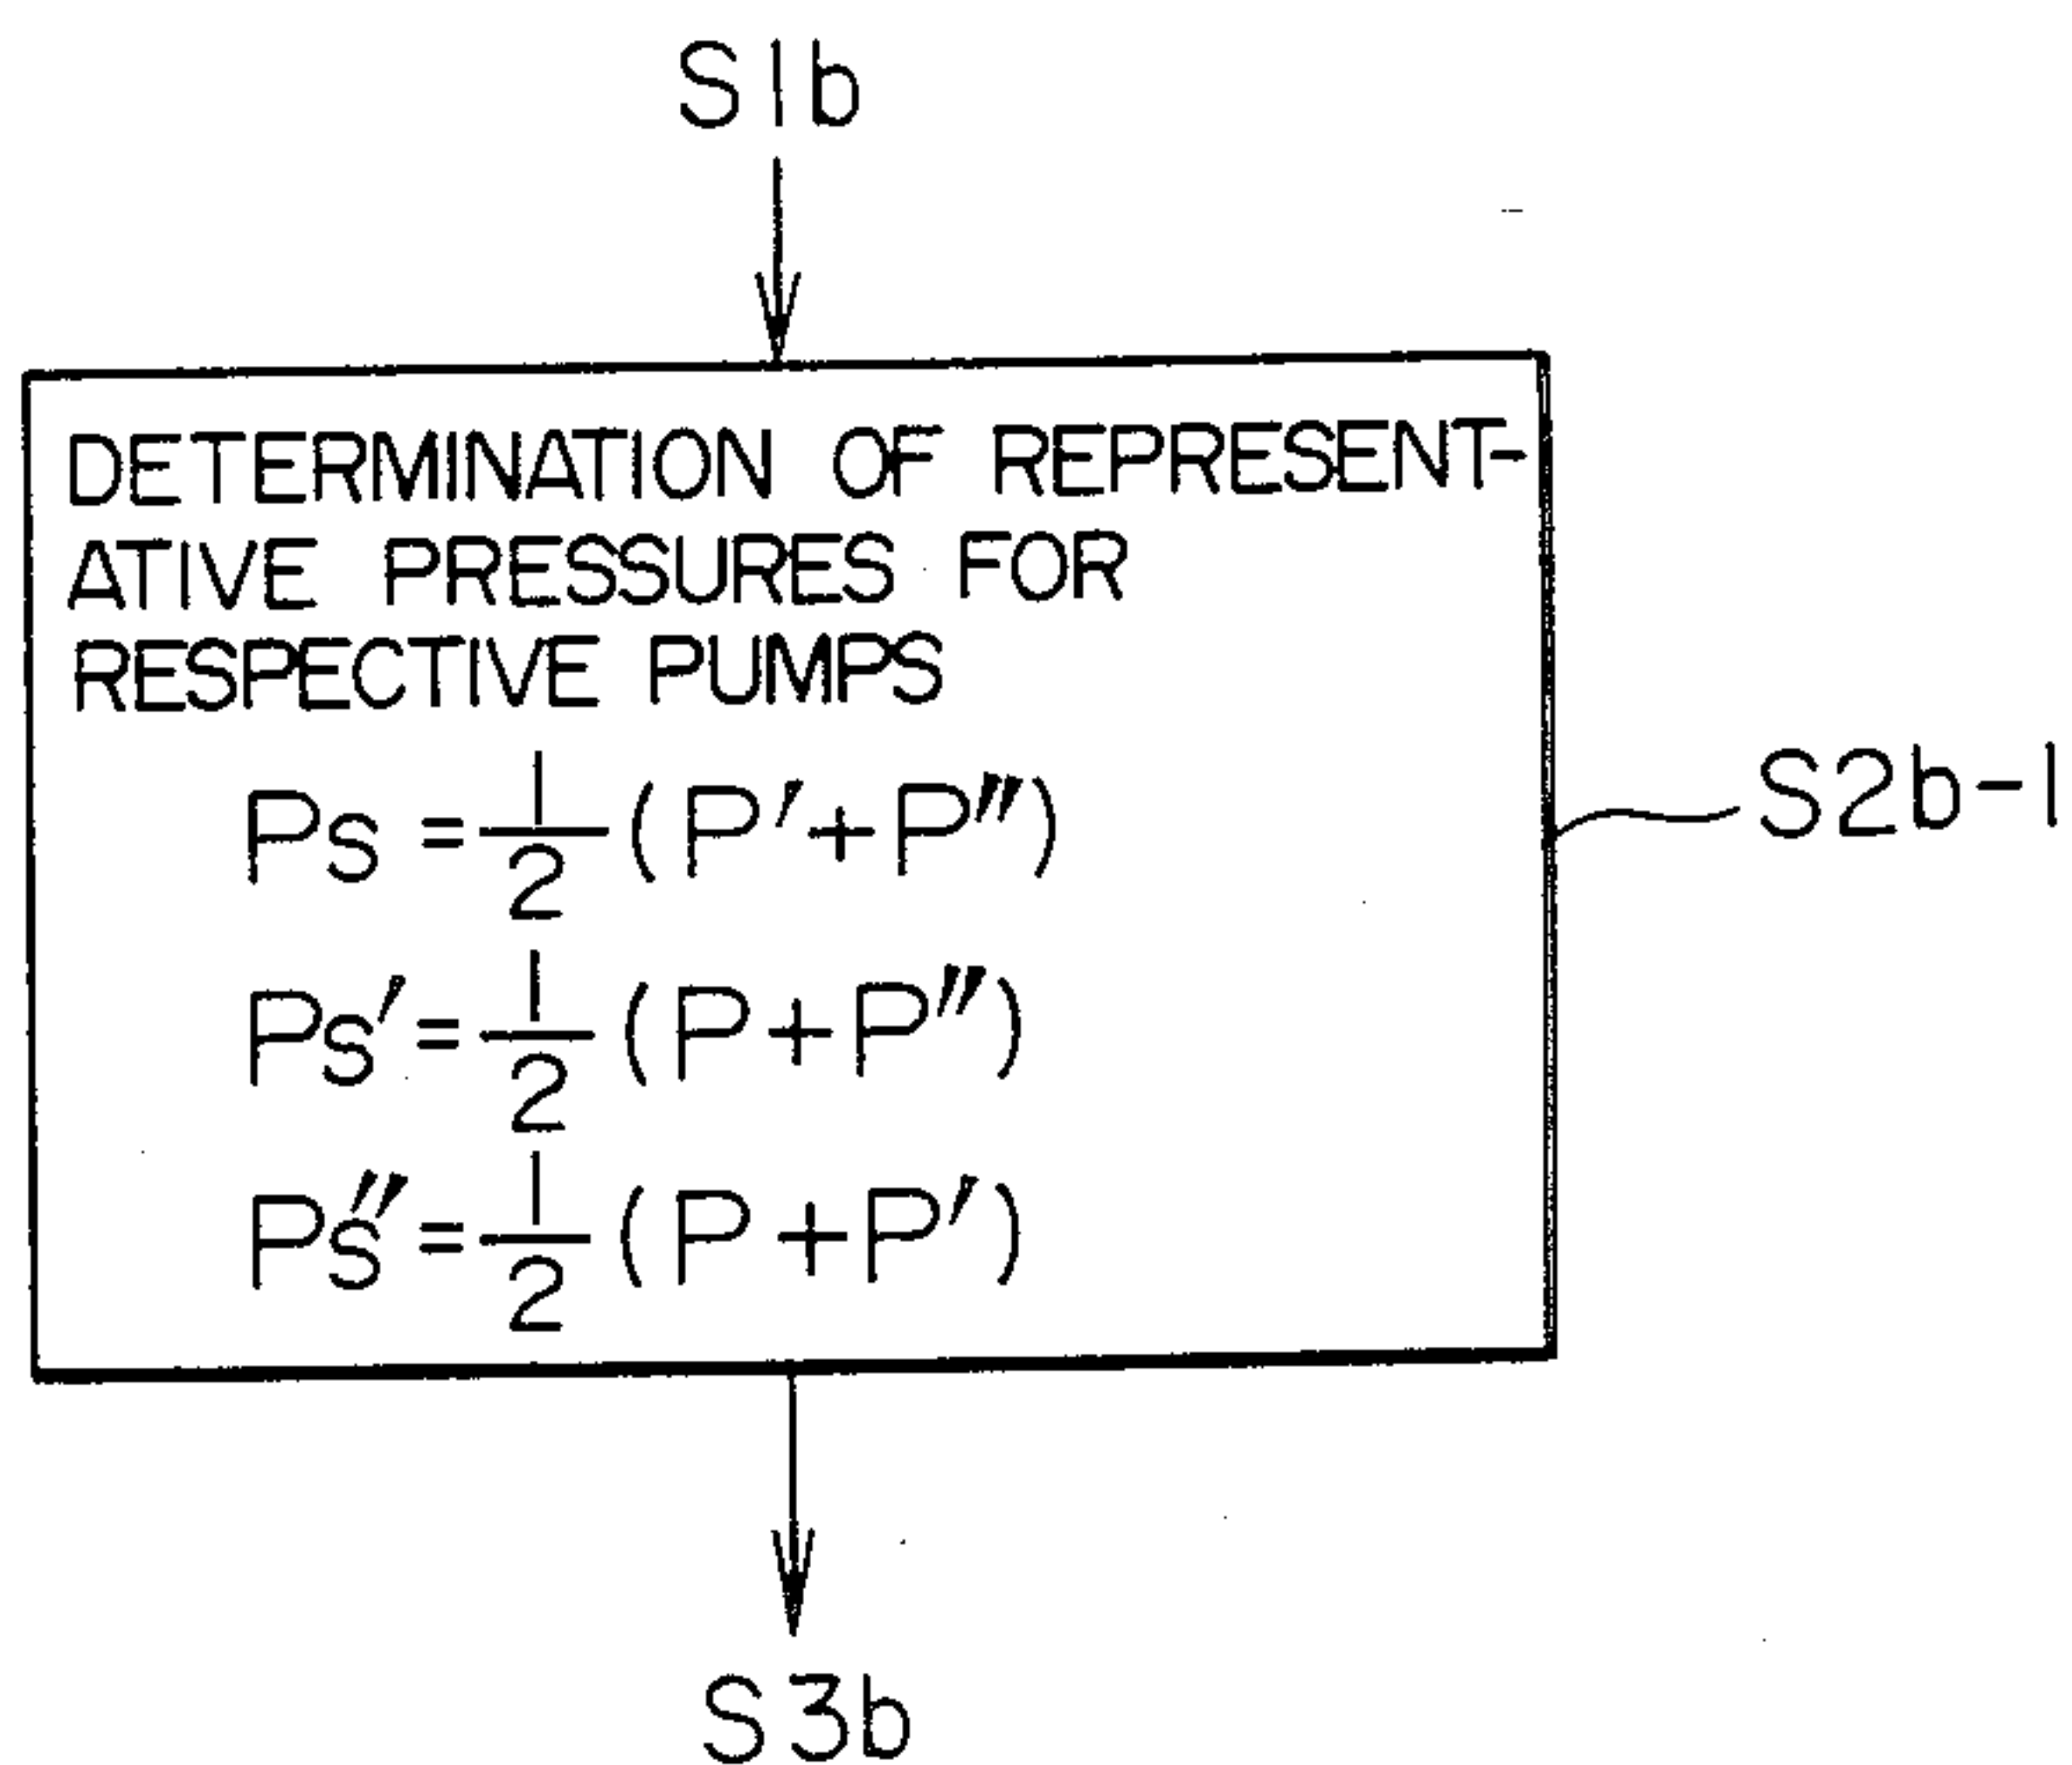 S1b
DETERMINATION OF REPRESENT-
ATIVE PRESSURES FOR
RESPECTIVE PUMPS
Ps = 1/2 (P' + P'')
S2b-1
Ps' = 1/2 (P + P'')
Ps'' = 1/2 (P + P')
S3b